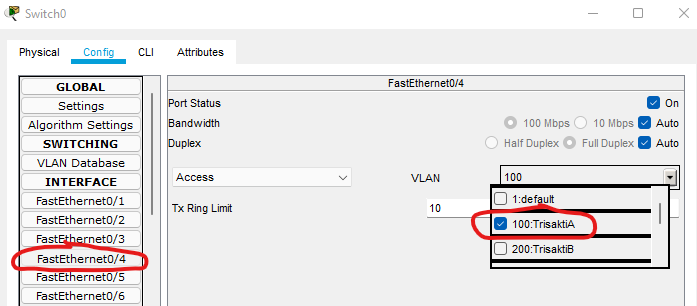 Switch0
Physical Config CLI Attributes
GLOBAL
Settings
Algorithm Settings
SWITCHING
VLAN Database
INTERFACE
FastEthernet0/1
FastEthernet0/2
FastEthernet0/3
FastEthernet0/4
FastEthernet0/5
FastEthernet0/6
FastEthernet0/4
Port Status On
Bandwidth 100 Mbps 10 Mbps Auto
Duplex Half Duplex Full Duplex Auto
Access VLAN 100
1:default
Tx Ring Limit 10
100:TrisaktiA
200:TrisaktiB